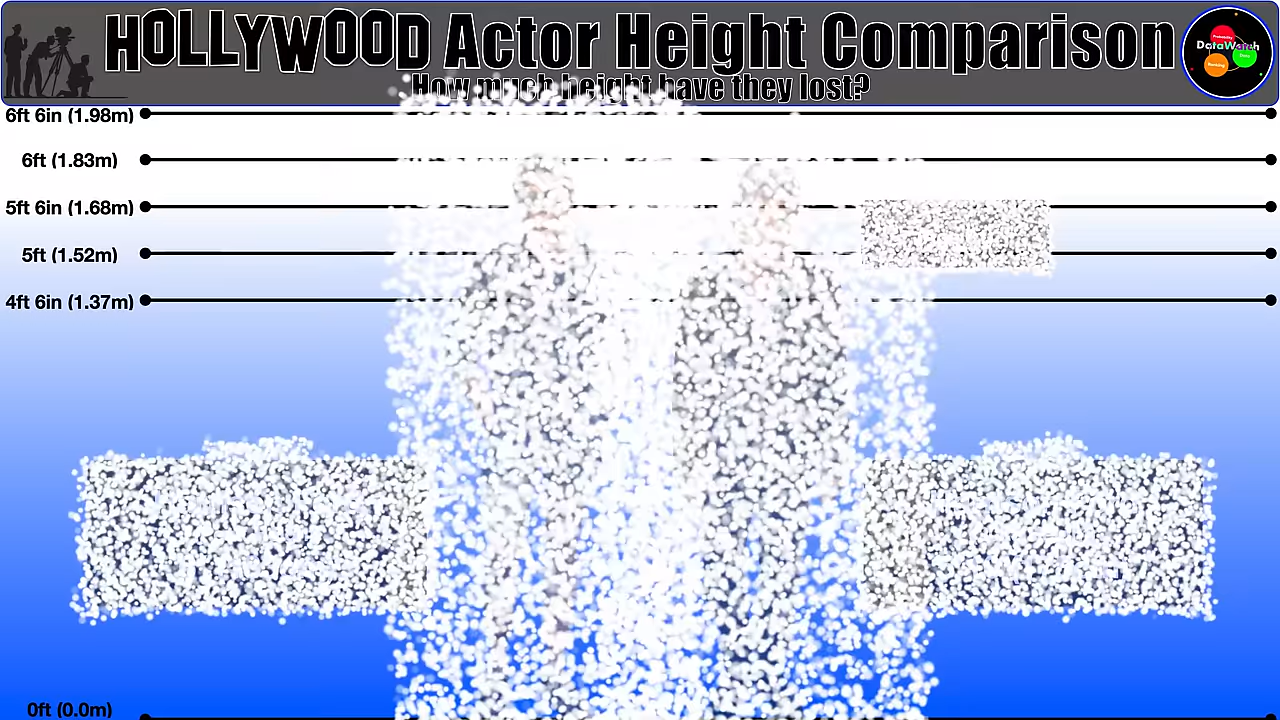 HOLLYWOOD Actor Height Comparison
How much height have they lost?
DataWatch
6ft 6in (1.98m)
6ft (1.83m)
5ft 6in (1.68m)
5ft (1.52m)
4ft 6in (1.37m)
0ft (0.0m)